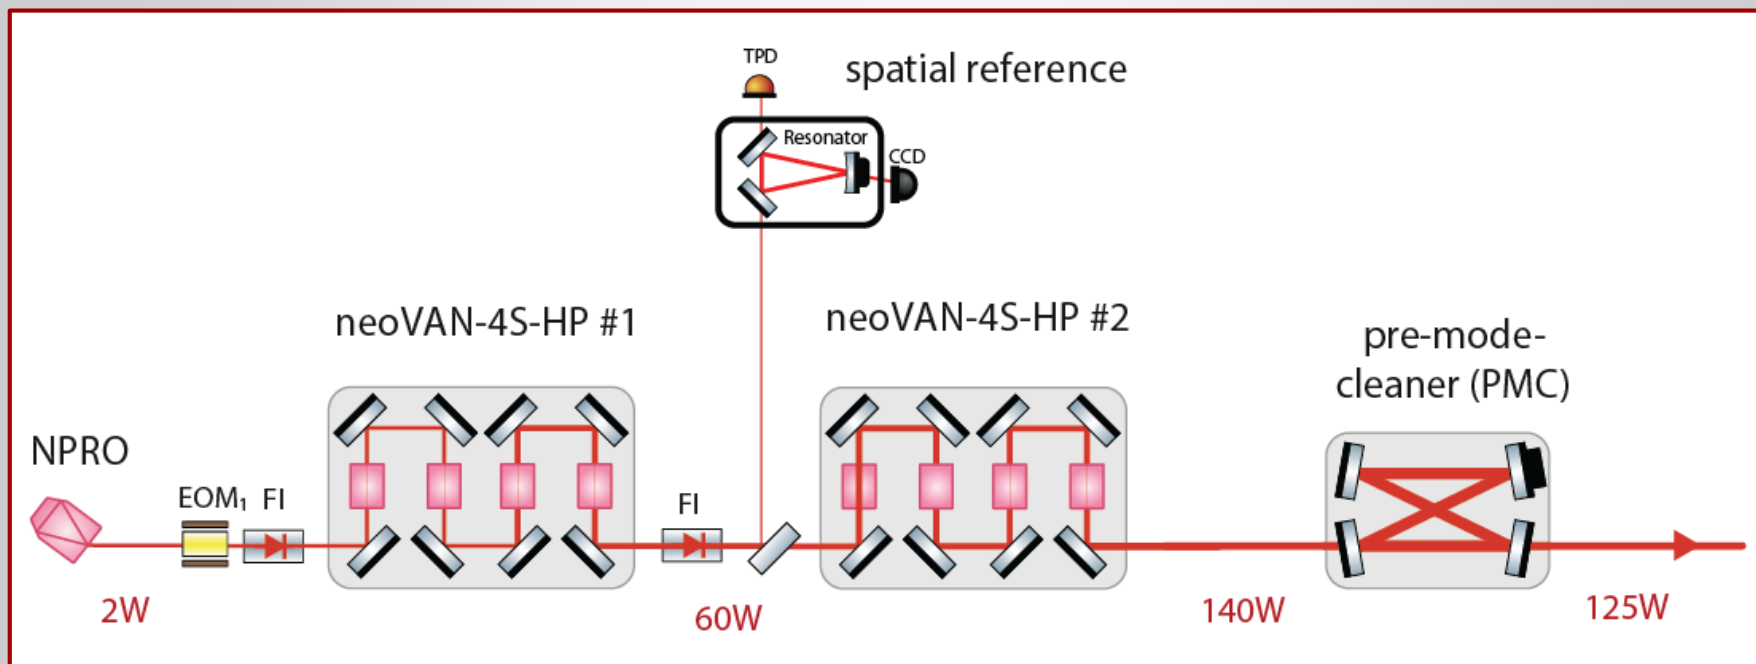 TPD
spatial reference
Resonator
CCD
neoVAN-4S-HP #1
neoVAN-4S-HP #2
pre-mode-
cleaner (PMC)
NPRO
EOM₁ FI
FI
2W
60W
140W
125W